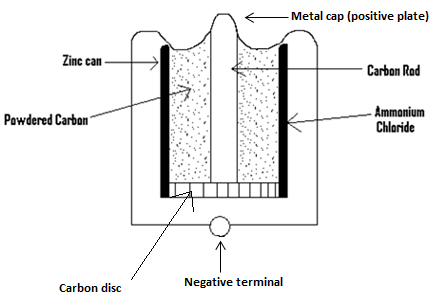 Metal cap (positive plate)
Zinc can
Carbon Rod
Powdered Carbon
Ammonium
Chloride
Carbon disc
Negative terminal